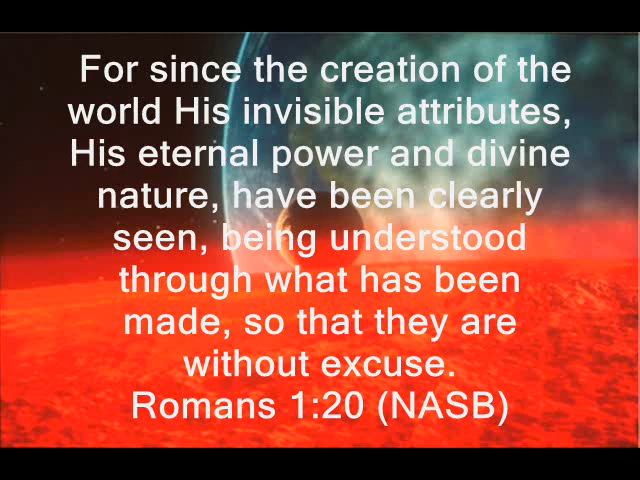 For since the creation of the
world His invisible attributes,
His eternal power and divine
nature, have been clearly
seen, being understood
through what has been
made, so that they are
without excuse.
Romans 1:20 (NASB)